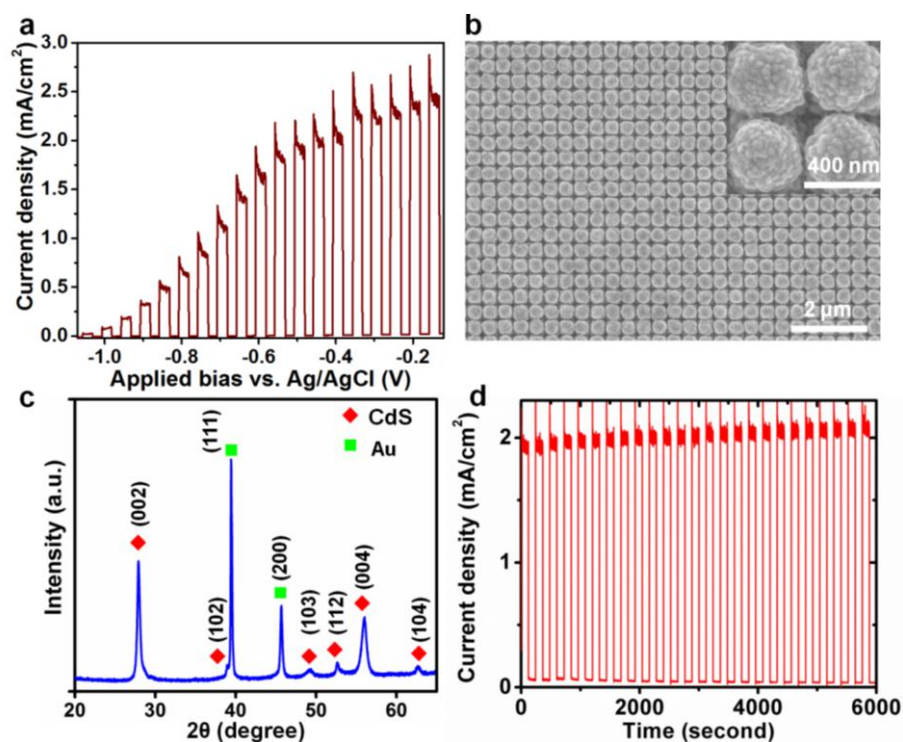 a
Current density (mA/cm²)
3.0
2.5
2.0
1.5
1.0
0.5
0.0
-1.0 -0.8 -0.6 -0.4 -0.2
Applied bias vs. Ag/AgCl (V)
b
400 nm
2 μm
c
Intensity (a.u.)
CdS
Au
(002)
(102)
(111)
(200)
(103)
(112)
(004)
(104)
20 30 40 50 60
2θ (degree)
d
Current density (mA/cm²)
2
1
0
0 2000 4000 6000
Time (second)